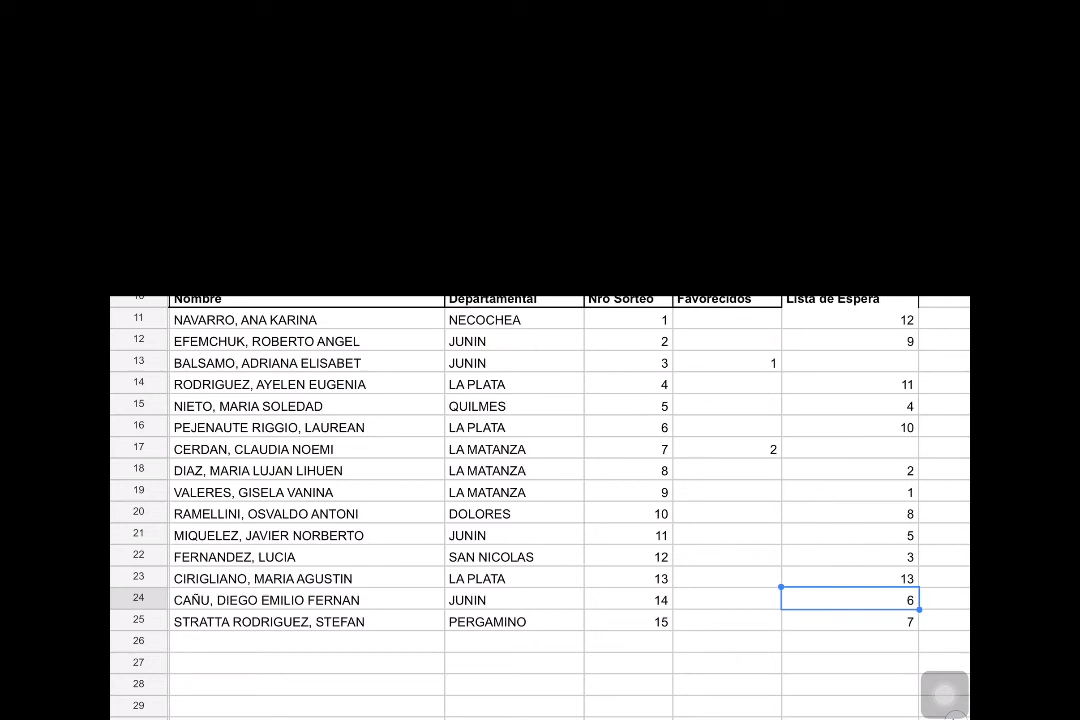 10 Nombre Departamental Nro Sorteo Favorecidos Lista de Espera
11 NAVARRO, ANA KARINA NECOCHEA 1 12
12 EFEMCHUK, ROBERTO ANGEL JUNIN 2 9
13 BALSAMO, ADRIANA ELISABET JUNIN 3 1
14 RODRIGUEZ, AYELEN EUGENIA LA PLATA 4 11
15 NIETO, MARIA SOLEDAD QUILMES 5 4
16 PEJENAUTE RIGGIO, LAUREAN LA PLATA 6 10
17 CERDAN, CLAUDIA NOEMI LA MATANZA 7 2
18 DIAZ, MARIA LUJAN LIHUEN LA MATANZA 8 2
19 VALERES, GISELA VANINA LA MATANZA 9 1
20 RAMELLINI, OSVALDO ANTONI DOLORES 10 8
21 MIQUELEZ, JAVIER NORBERTO JUNIN 11 5
22 FERNANDEZ, LUCIA SAN NICOLAS 12 3
23 CIRIGLIANO, MARIA AGUSTIN LA PLATA 13 13
24 CAÑU, DIEGO EMILIO FERNAN JUNIN 14 6
25 STRATTA RODRIGUEZ, STEFAN PERGAMINO 15 7
26
27
28
29